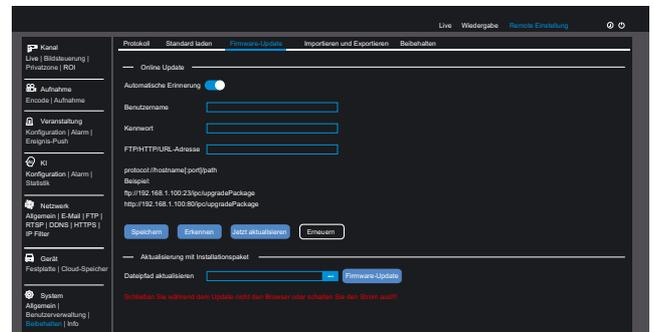 Live Wiedergabe Remote Einstellung
Kanal
Live | Bildsteuerung |
Privatzone | ROI
Aufnahme
Encode | Aufnahme
Veranstaltung
Konfiguration | Alarm |
Ereignis-Push
KI
Konfiguration | Alarm |
Statistik
Netzwerk
Allgemein | E-Mail | FTP |
RTSP | DDNS | HTTPS |
IP Filter
Gerät
Festplatte | Cloud-Speicher
System
Allgemein |
Benutzerverwaltung |
Beibehalten | Info
Protokoll Standard laden Firmware-Update Importieren und Exportieren Beibehalten
Online Update
Automatische Erinnerung
Benutzername
Kennwort
FTP/HTTP/URL-Adresse
protocol://hostname[:port]/path
Beispiel:
ftp://192.168.1.100:23/ipc/upgradePackage
http://192.168.1.100:80/ipc/upgradePackage
Speichern Erkennen Jetzt aktualisieren Erneuern
Aktualisierung mit Installationspaket
Dateipfad aktualisieren ... Firmware-Update
Schließen Sie während dem Update nicht den Browser oder schalten Sie den Strom aus!!!